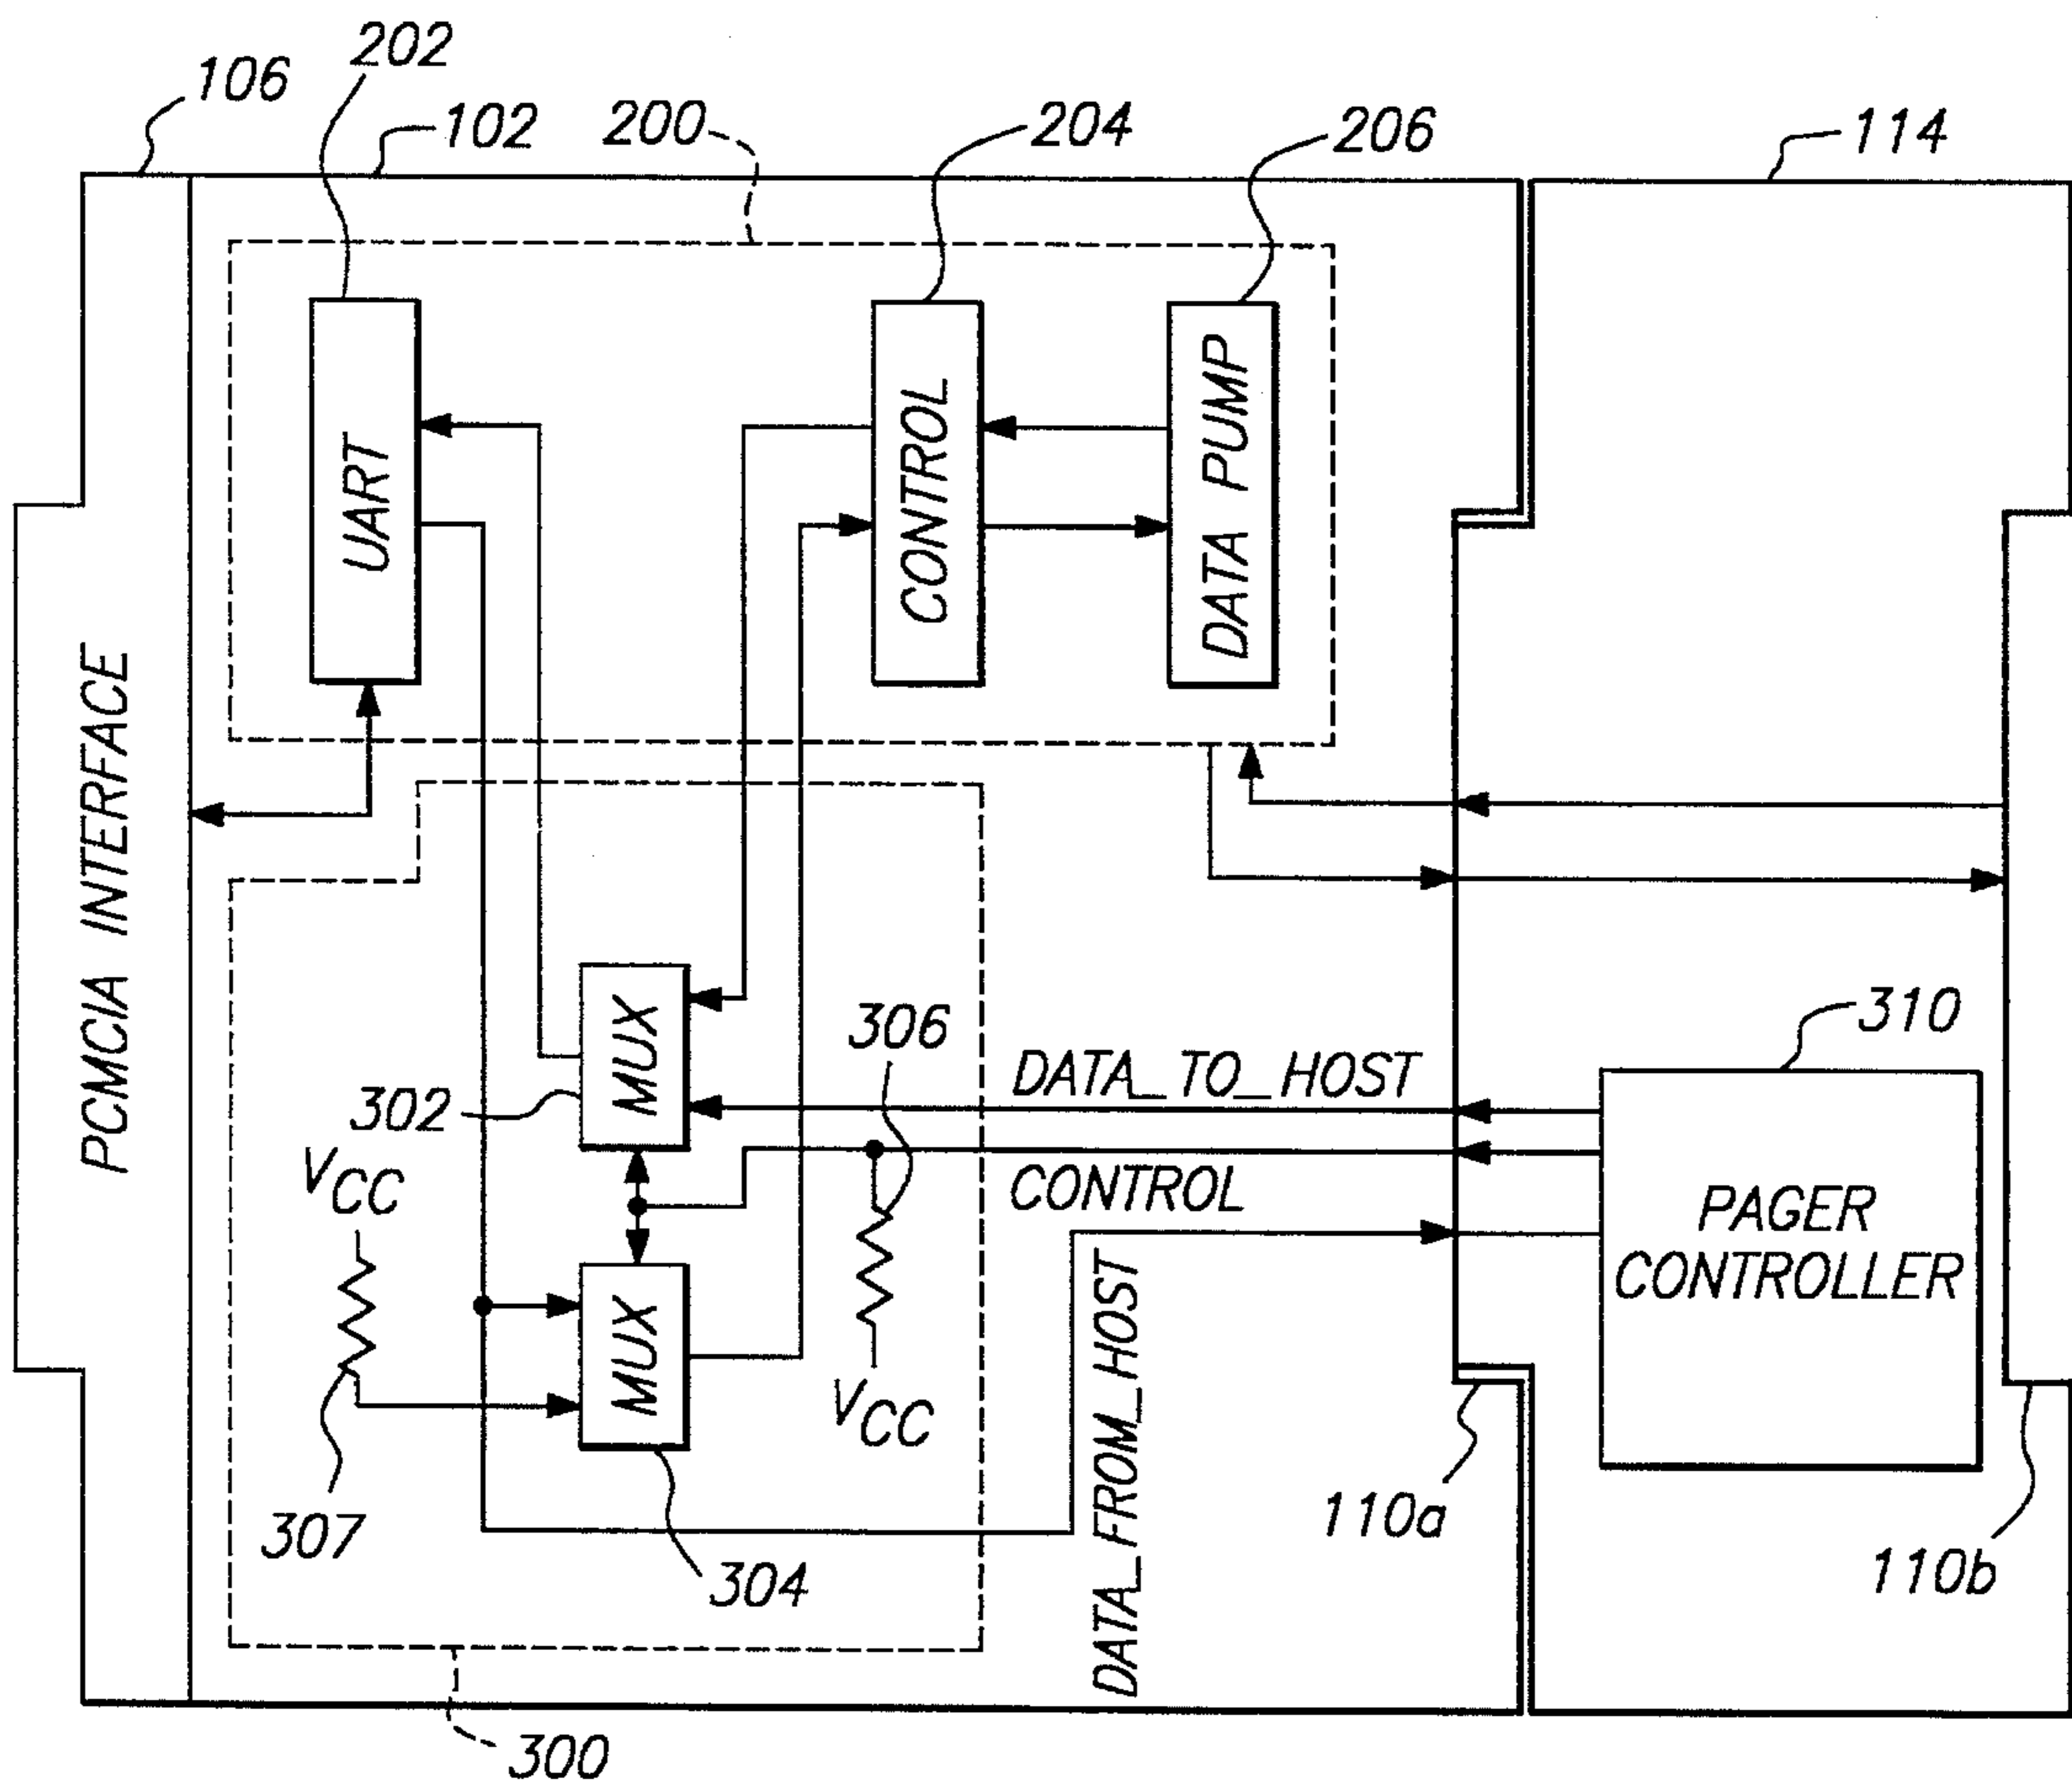 202
106
102
200
204
206
114
UART
CONTROL
DATA PUMP
PCMCIA INTERFACE
MUX
306
310
302
DATA_TO_HOST
VCC
CONTROL
PAGER
CONTROLLER
MUX
VCC
DATA_FROM_HOST
307
304
110a
110b
300